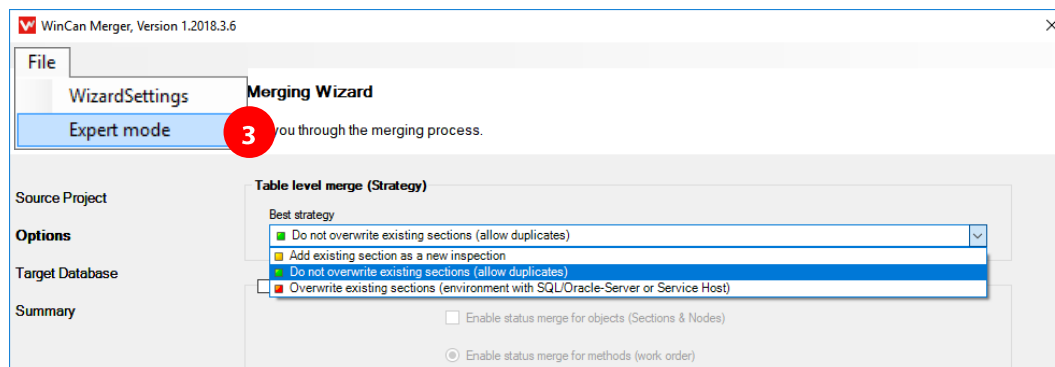 WinCan Merger, Version 1.2018.3.6
File
WizardSettings
Expert mode
3
Merging Wizard
you through the merging process.
Source Project
Options
Target Database
Summary
Table level merge (Strategy)
Best strategy
Do not overwrite existing sections (allow duplicates)
Add existing section as a new inspection
Do not overwrite existing sections (allow duplicates)
Overwrite existing sections (environment with SQL/Oracle-Server or Service Host)
Enable status merge for objects (Sections & Nodes)
Enable status merge for methods (work order)